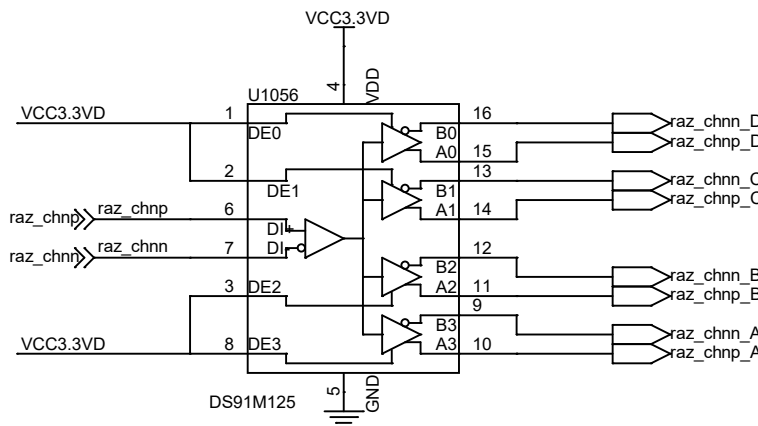 VCC3.3VD
4
VDD
U1056
VCC3.3VD
1
DE0
B0
16
raz_chnn_D
A0
15
raz_chnp_D
2
DE1
B1
13
raz_chnn_C
A1
14
raz_chnp_C
raz_chnp
raz_chnp
6
DI+
raz_chnn
raz_chnn
7
DI-
B2
12
raz_chnn_B
3
DE2
A2
11
raz_chnp_B
B3
9
raz_chnn_A
VCC3.3VD
8
DE3
A3
10
raz_chnp_A
DS91M125
5
GND